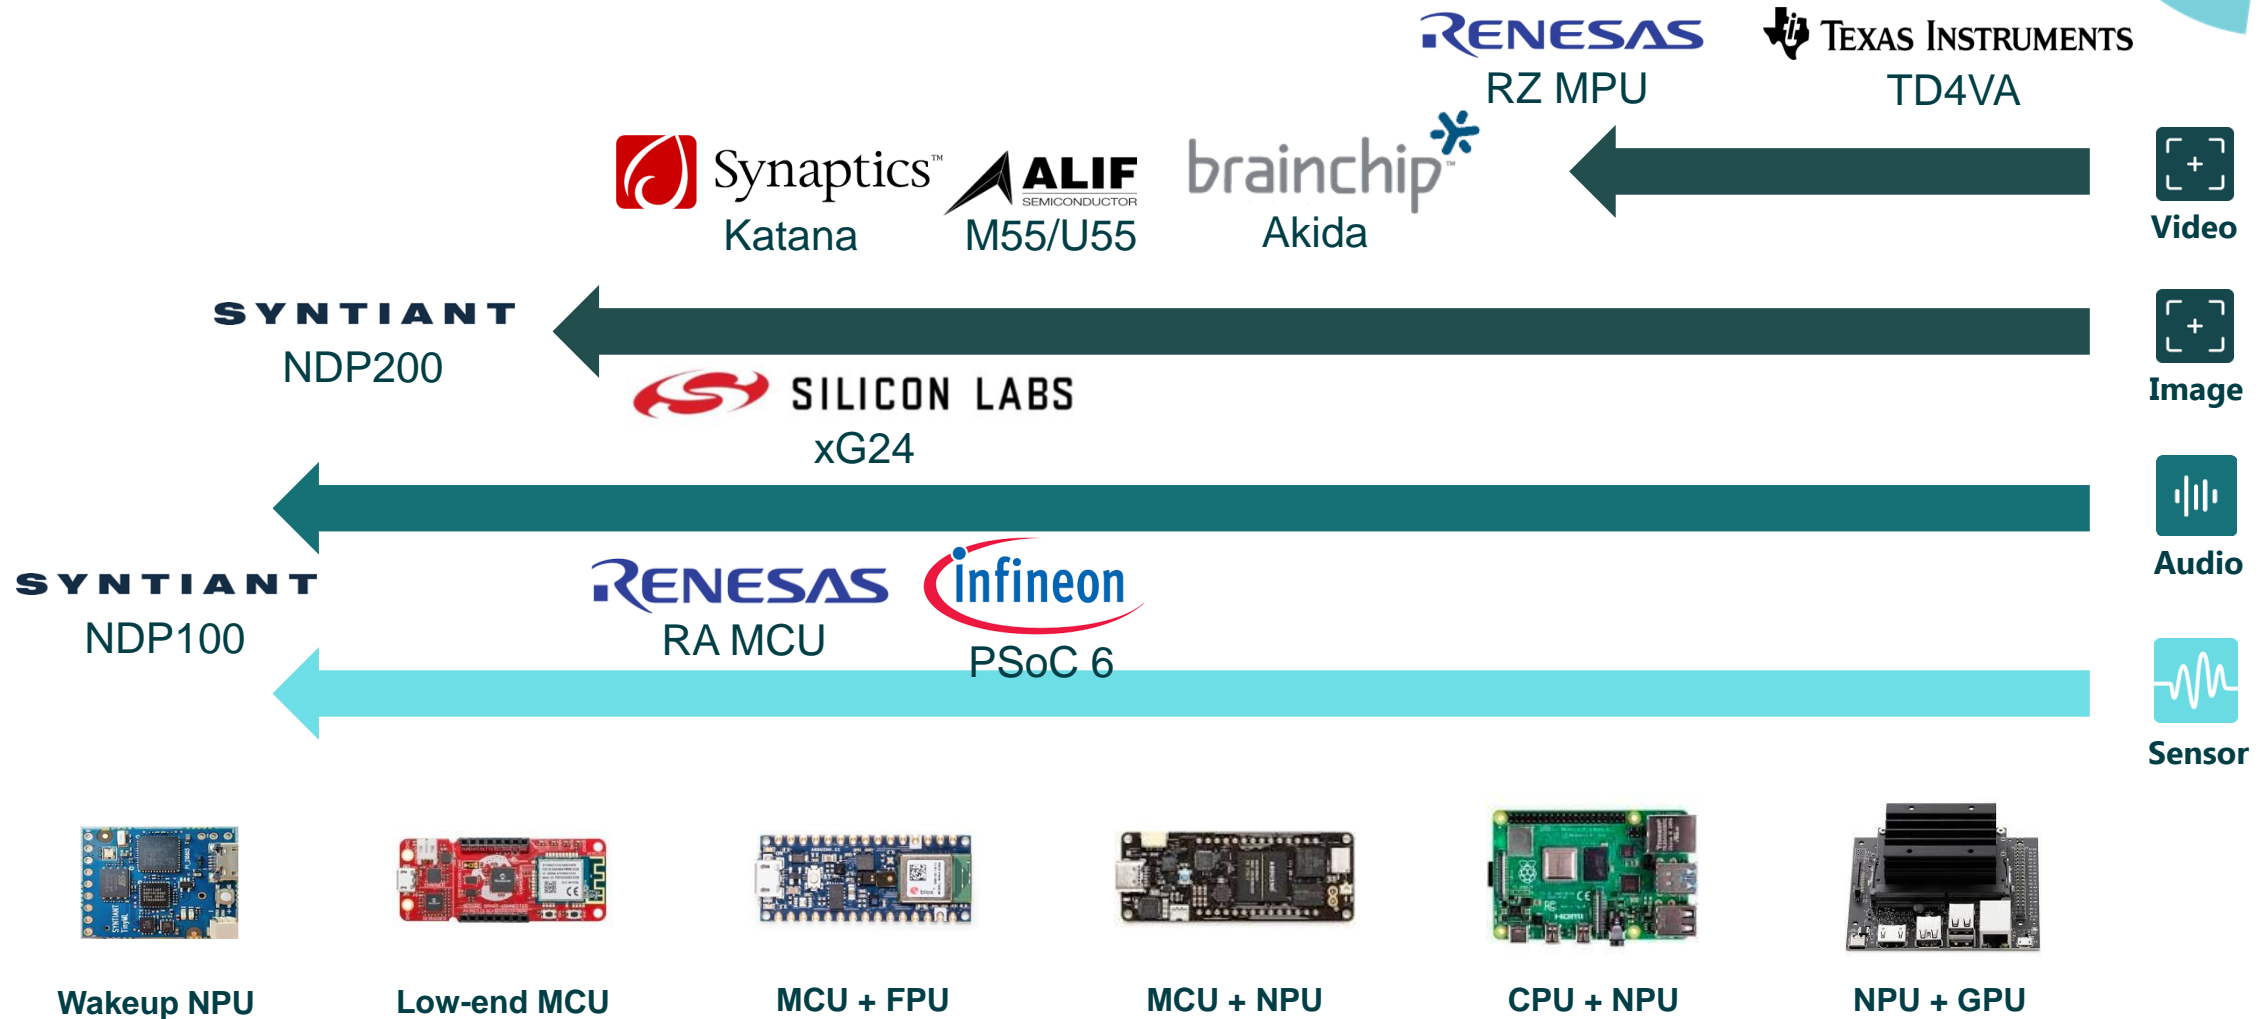 RENESAS
RZ MPU
TEXAS INSTRUMENTS
TD4VA
Synaptics™
Katana
ALIF
SEMICONDUCTOR
M55/U55
brainchip™
Akida
Video
SYNTIANT
NDP200
Image
SILICON LABS
xG24
Audio
SYNTIANT
NDP100
RENESAS
RA MCU
infineon
PSoC 6
Sensor
Wakeup NPU
Low-end MCU
MCU + FPU
MCU + NPU
CPU + NPU
NPU + GPU